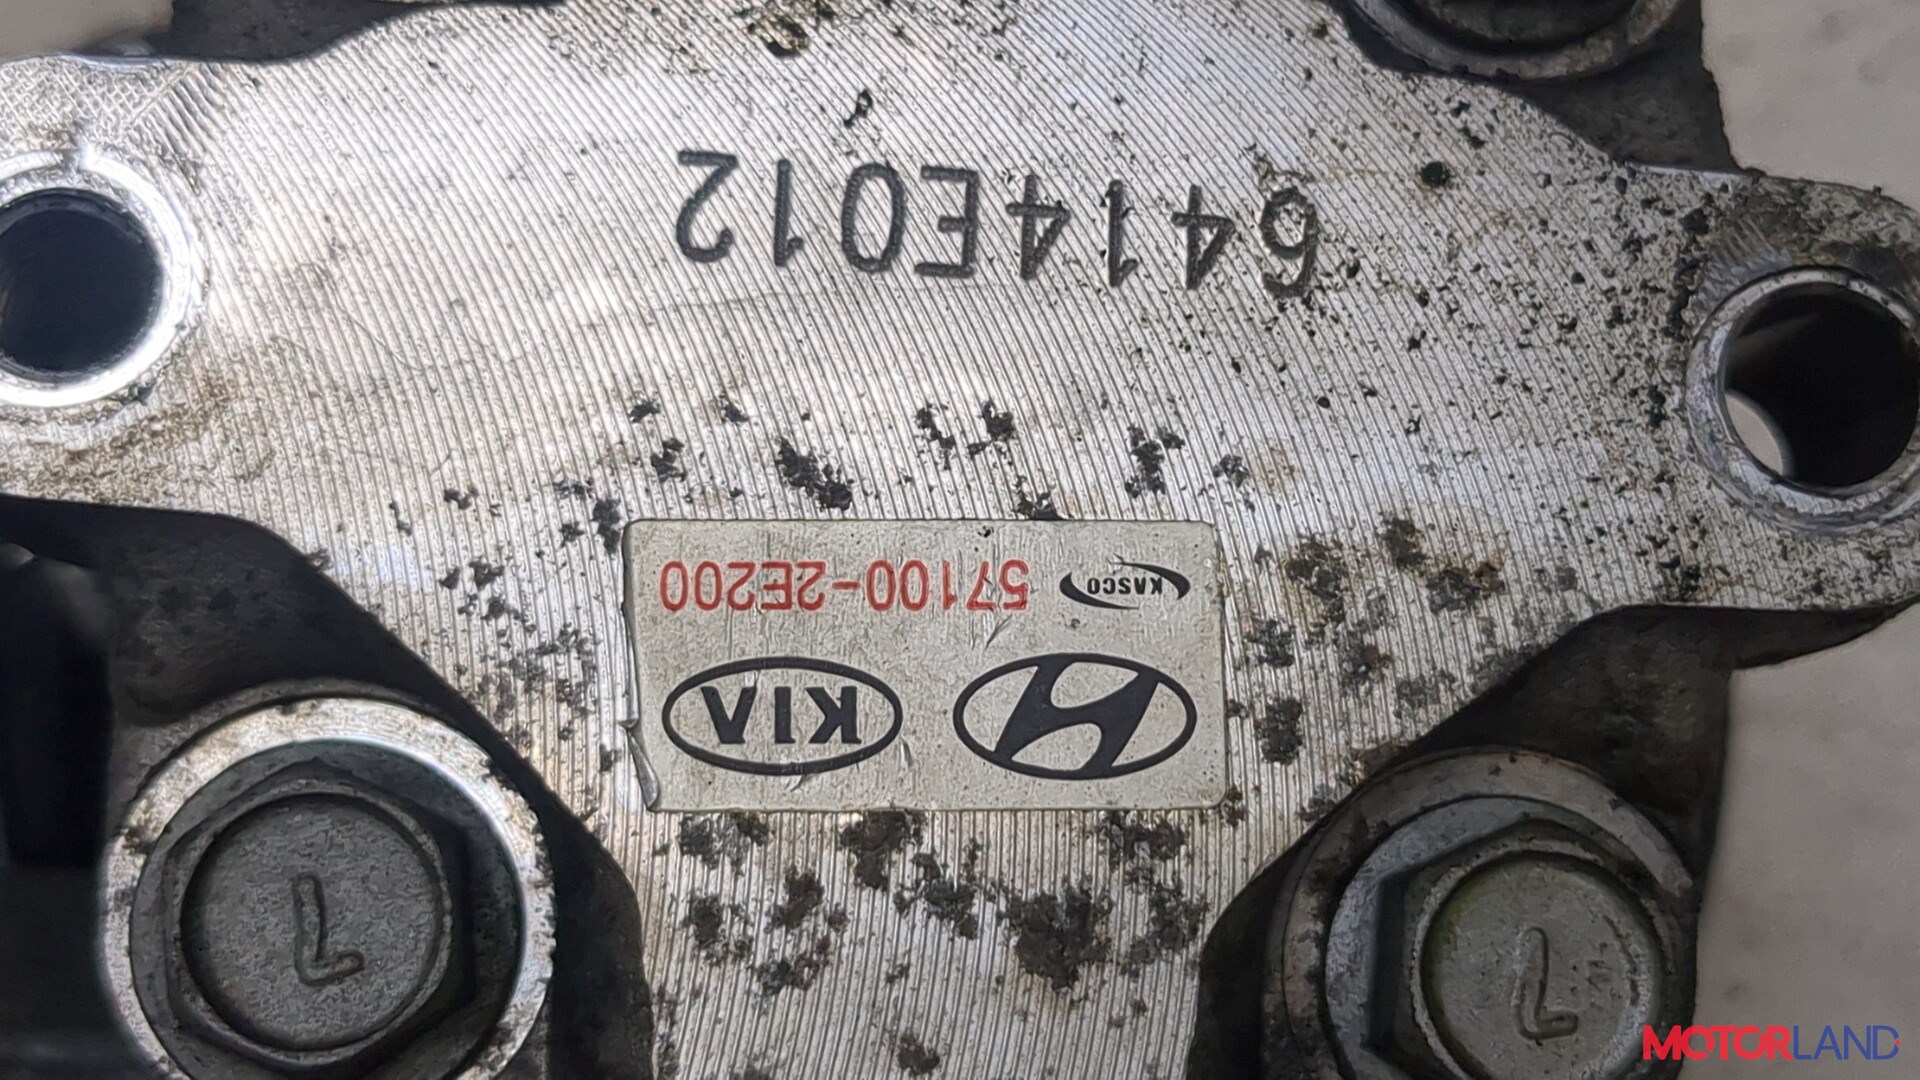 7
7
KIA
KASCO 57100-2E200
6414E012
MOTORLAND